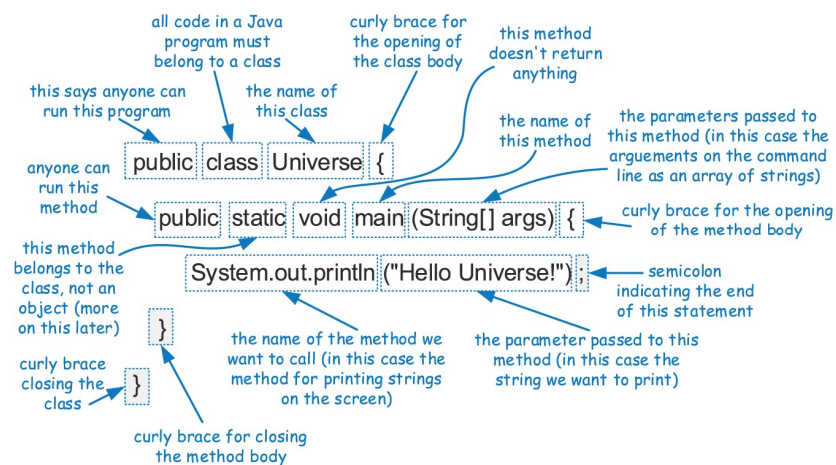 all code in a Java
program must
belong to a class
curly brace for
the opening of
the class body
this method
doesn't return
anything
this says anyone can
run this program
the name of
this class
the name of
this method
the parameters passed to
this method (in this case the
arguements on the command
line as an array of strings)
public class Universe {
anyone can
run this
method
public static void main (String[] args) {
curly brace for the opening
of the method body
this method
belongs to the
class, not an
object (more
on this later)
System.out.println ("Hello Universe!") ;
semicolon
indicating the end
of this statement
}
the name of the method we
want to call (in this case the
method for printing strings
on the screen)
the parameter passed to this
method (in this case the
string we want to print)
curly brace
closing the
class
}
curly brace for closing
the method body